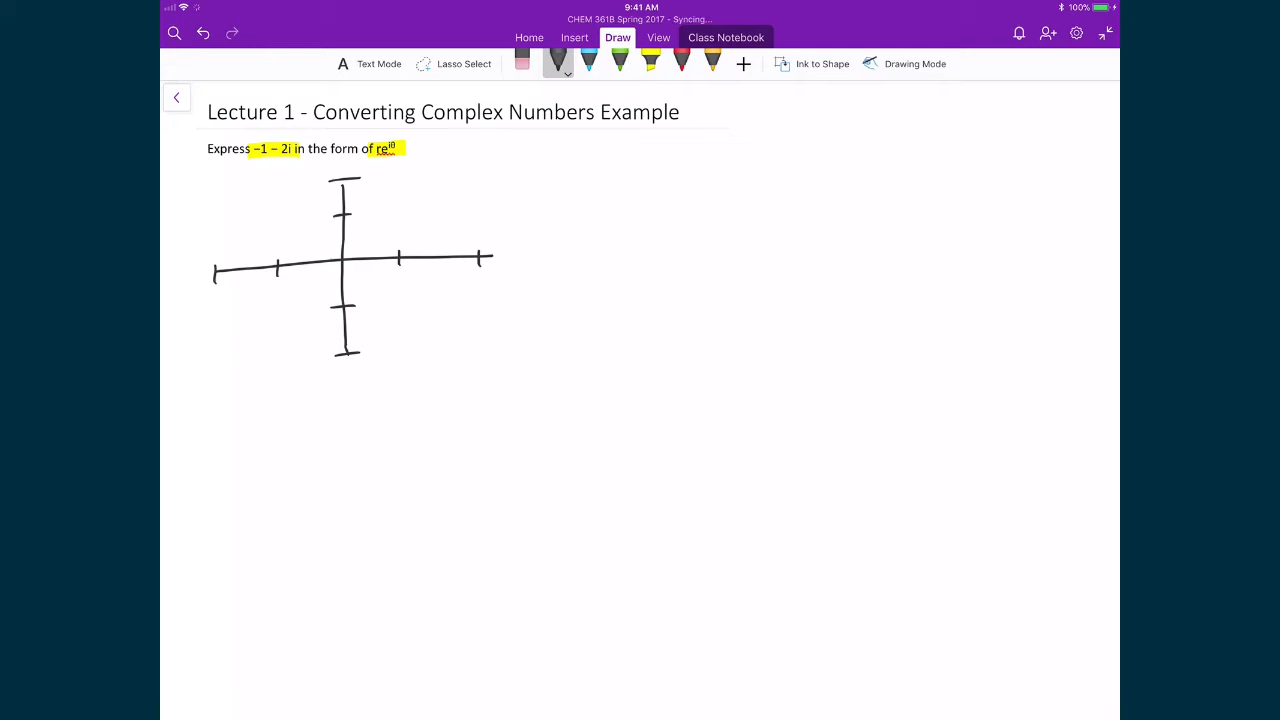 9:41 AM
100%
CHEM 361B Spring 2017 - Syncing...
Home Insert Draw View Class Notebook
A Text Mode Lasso Select Ink to Shape Drawing Mode
Lecture 1 - Converting Complex Numbers Example
Express −1 − 2i in the form of re^iθ